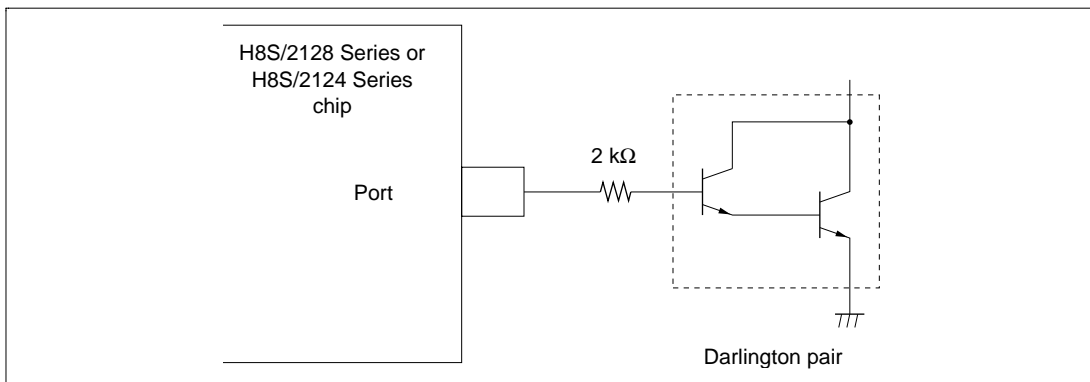 H8S/2128 Series or
H8S/2124 Series
chip
2 kΩ
Port
Darlington pair